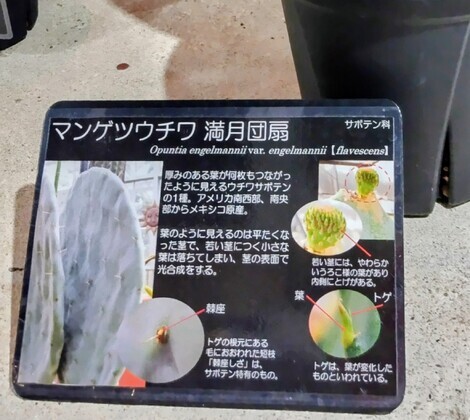 マンゲツウチワ 満月団扇
サボテン科
Opuntia engelmannii var. engelmannii【flavescens】
厚みのある葉が何枚もつなが
ったように見えるウチワサボテン
の1種。アメリカ南西部、南央
部からメキシコ原産。
葉のように見えるのは平たくな
った茎で、若い茎につく小さな
葉は落ちてしまい、茎の表面で
光合成をする。
若い茎には、やわらか
いうろこ様の葉があり
内側にとげがある。
葉
トゲ
トゲは、葉が変化した
ものといわれている。
棘座
トゲの根元にある
毛におおわれた短枝
「棘座しざ」は、
サボテン特有のもの。